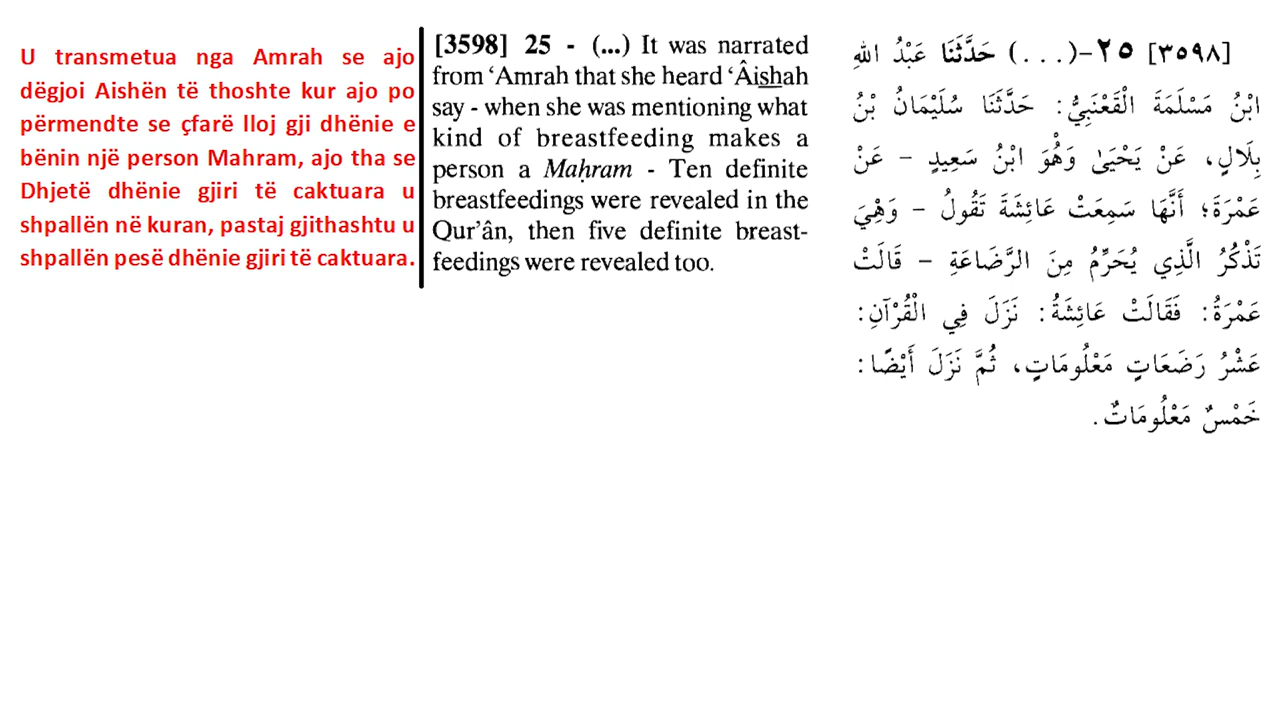 U transmetua nga Amrah se ajo
dëgjoi Aishën të thoshte kur ajo po
përmendte se çfarë lloj gji dhënie e
bënin një person Mahram, ajo tha se
Dhjetë dhënie gjiri të caktuara u
shpallën në kuran, pastaj gjithashtu u
shpallën pesë dhënie gjiri të caktuara.
[3598] 25 - (...) It was narrated
from ‘Amrah that she heard ‘Âishah
say - when she was mentioning what
kind of breastfeeding makes a
person a Maḥram - Ten definite
breastfeedings were revealed in the
Qur’ân, then five definite breast-
feedings were revealed too.
[٣٥٩٨] ٢٥-(...) حَدَّثَنَا عَبْدُ اللهِ
ابْنُ مَسْلَمَةَ الْقَعْنَبِيُّ: حَدَّثَنَا سُلَيْمَانُ بْنُ
بِلَالٍ، عَنْ يَحْيَىٰ وَهُوَ ابْنُ سَعِيدٍ – عَنْ
عَمْرَةَ؛ أَنَّهَا سَمِعَتْ عَائِشَةَ تَقُولُ – وَهِيَ
تَذْكُرُ الَّذِي يُحَرِّمُ مِنَ الرَّضَاعَةِ – قَالَتْ
عَمْرَةُ: فَقَالَتْ عَائِشَةُ: نَزَلَ فِي الْقُرْآنِ:
عَشْرُ رَضَعَاتٍ مَعْلُومَاتٍ، ثُمَّ نَزَلَ أَيْضًا:
خَمْسٌ مَعْلُومَاتٌ.